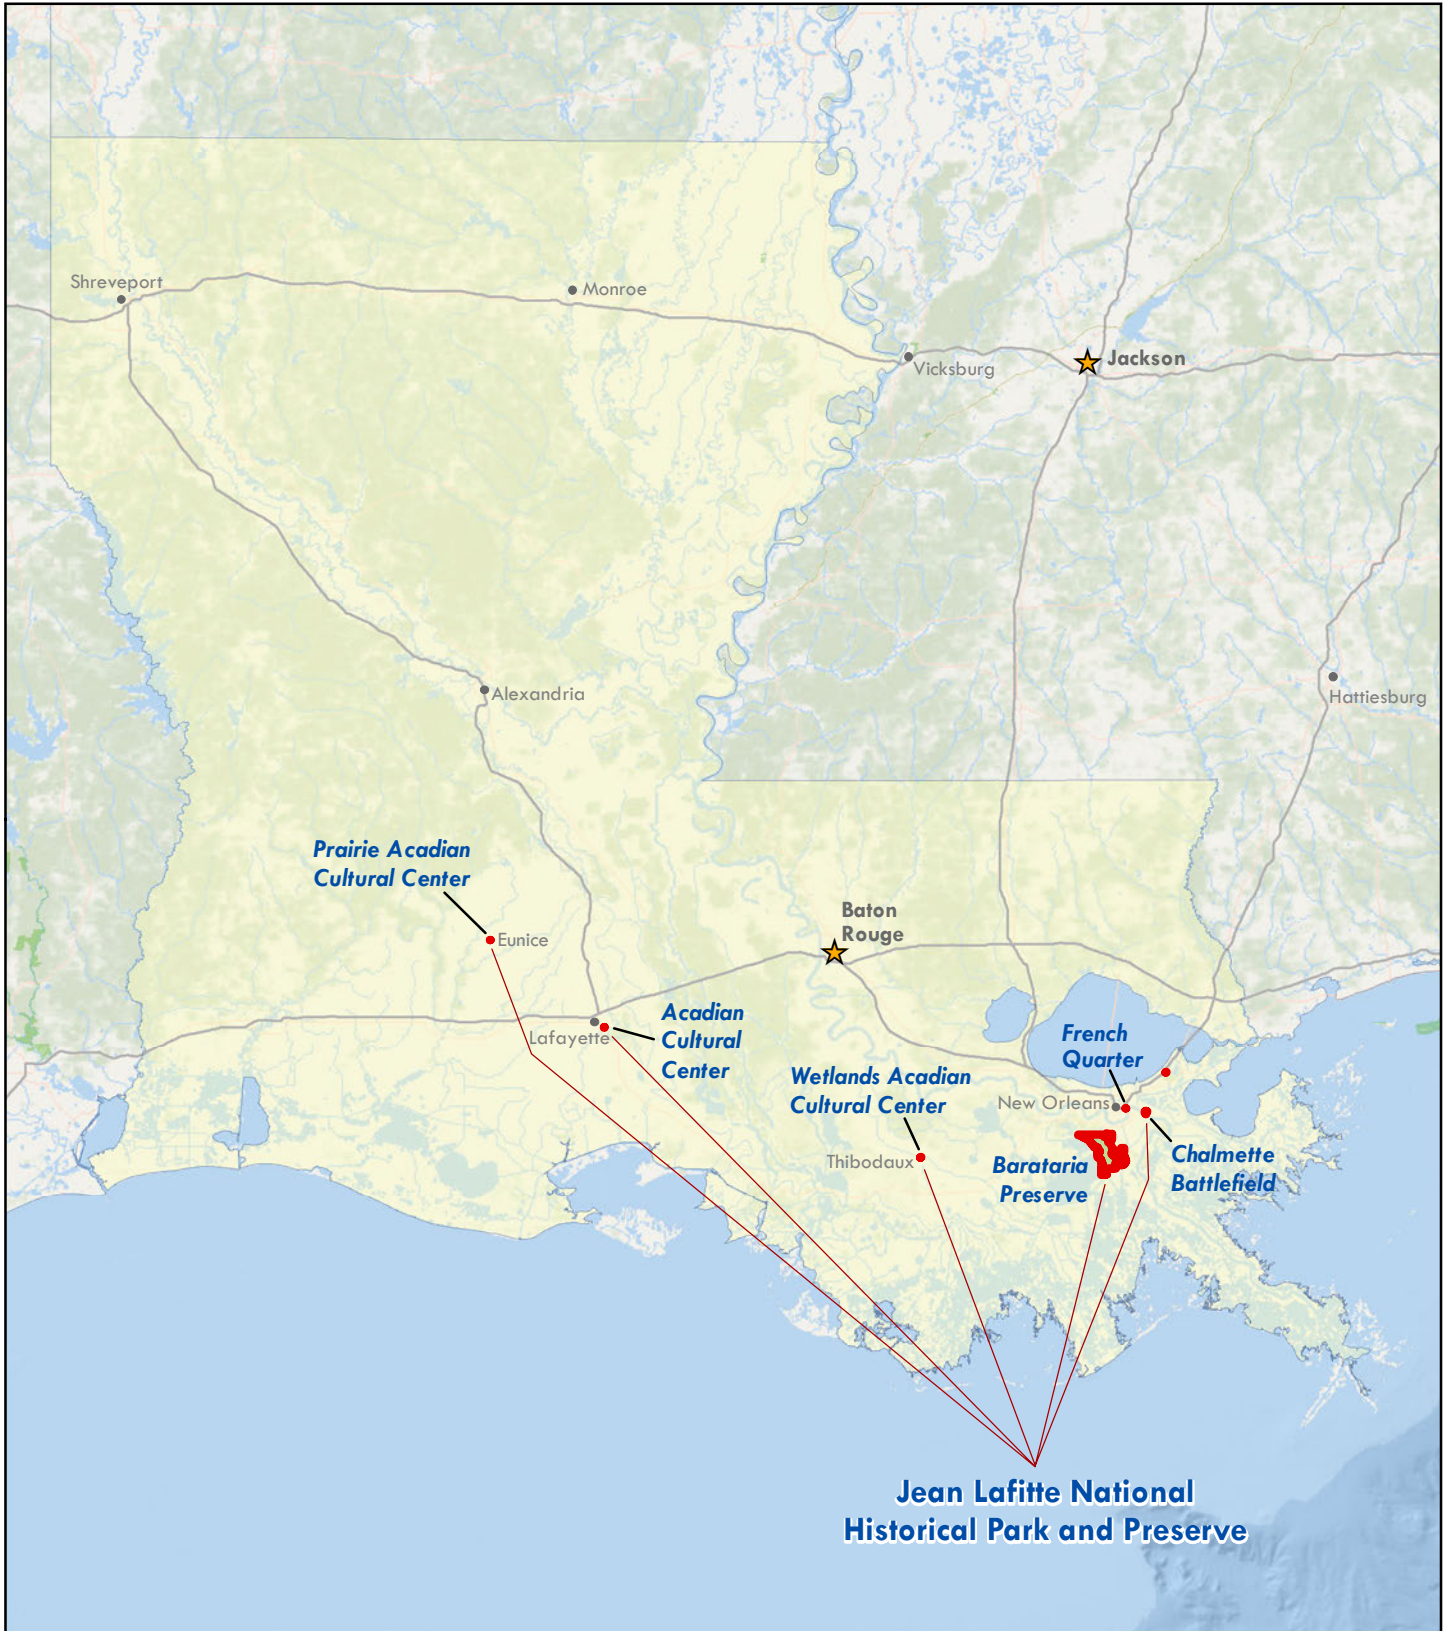 Shreveport
Monroe
Vicksburg
Jackson
Alexandria
Hattiesburg
Prairie Acadian
Cultural Center
Eunice
Baton
Rouge
Lafayette
Acadian
Cultural
Center
French
Quarter
Wetlands Acadian
Cultural Center
New Orleans
Thibodaux
Barataria
Preserve
Chalmette
Battlefield
Jean Lafitte National
Historical Park and Preserve